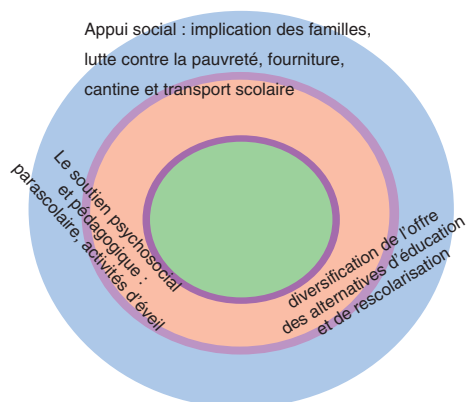 Appui social : implication des familles,
lutte contre la pauvreté, fourniture,
cantine et transport scolaire
Le soutien psychosocial
et pédagogique :
parascolaire, activités d'éveil
diversification de l'offre
des alternatives d'éducation
et de rescolarisation